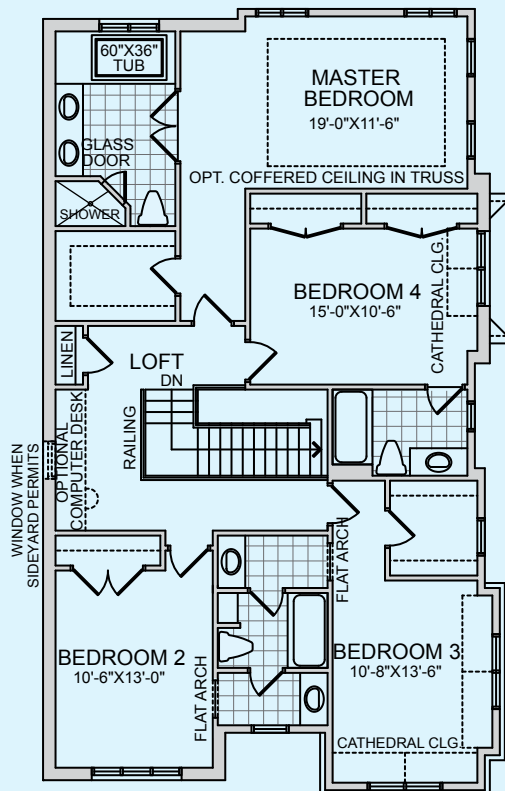 60"X36"
TUB
MASTER
BEDROOM
19'-0"X11'-6"
GLASS
DOOR
OPT. COFFERED CEILING IN TRUSS
SHOWER
BEDROOM 4
15'-0"X10'-6"
CATHEDRAL CLG.
LINEN
LOFT
DN
RAILING
OPTIONAL
COMPUTER DESK
WINDOW WHEN
SIDEYARD PERMITS
FLAT ARCH
BEDROOM 2
10'-6"X13'-0"
FLAT ARCH
BEDROOM 3
10'-8"X13'-6"
CATHEDRAL CLG.